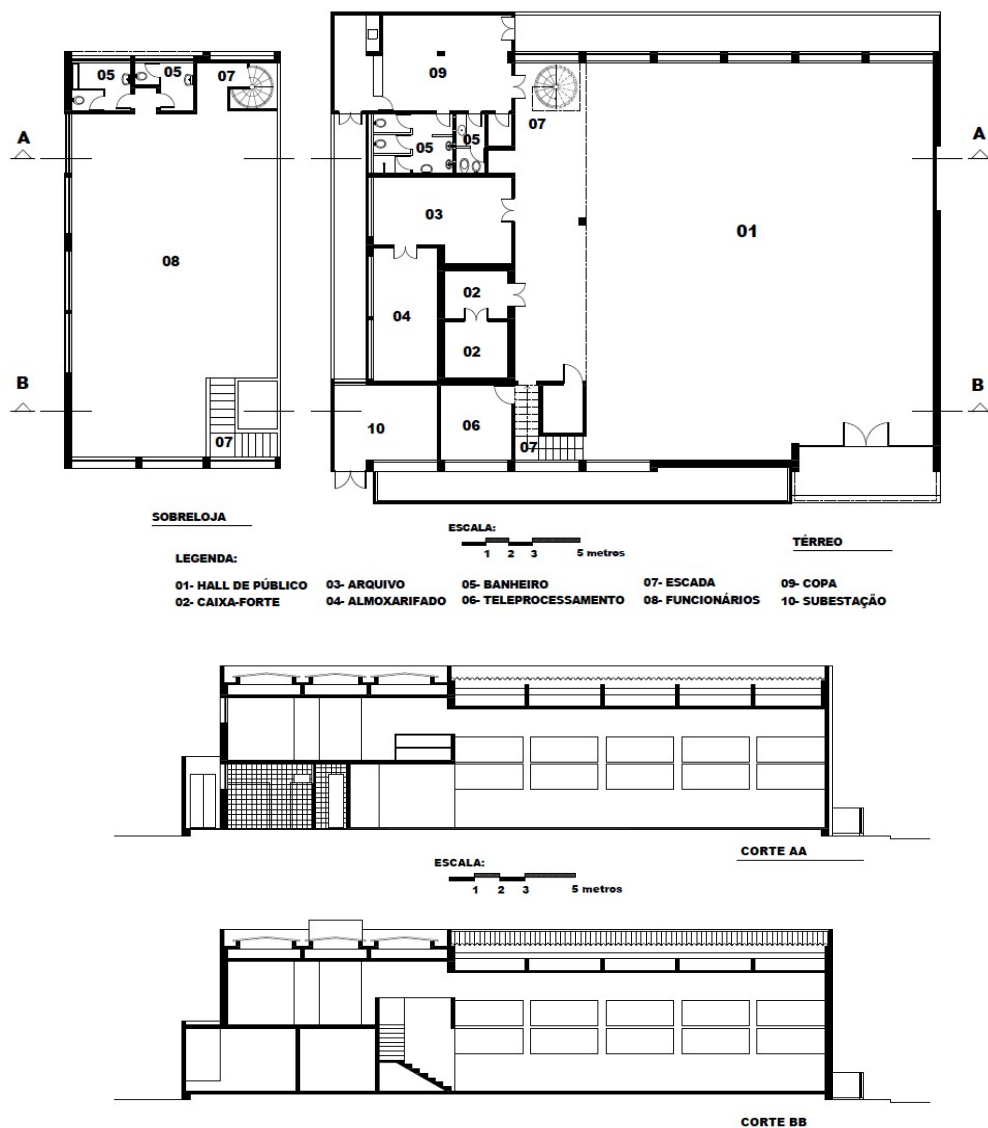 05
05
07
09
A
A
07
05
05
03
01
08
02
04
02
B
B
10
06
07
07
SOBRELOJA
ESCALA:
1 2 3 5 metros
TÉRREO
LEGENDA:
01- HALL DE PÚBLICO 03- ARQUIVO 05- BANHEIRO 07- ESCADA 09- COPA
02- CAIXA-FORTE 04- ALMOXARIFADO 06- TELEPROCESSAMENTO 08- FUNCIONÁRIOS 10- SUBESTAÇÃO
CORTE AA
ESCALA:
1 2 3 5 metros
CORTE BB